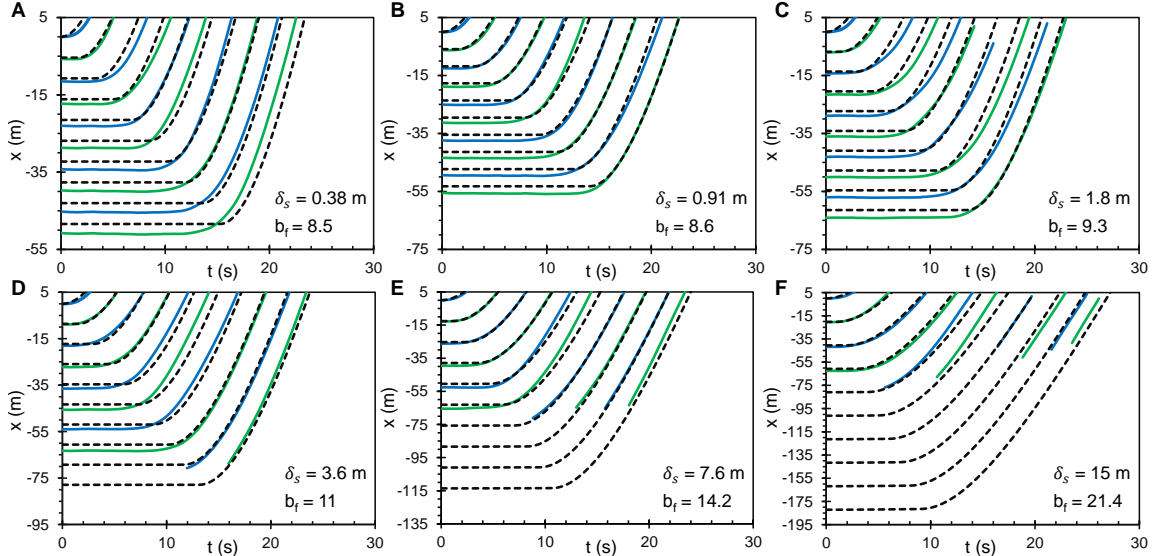 A
5
-15
-35
-55
x (m)
0
10
20
30
t (s)
δs = 0.38 m
bf = 8.5
B
5
-15
-35
-55
-75
x (m)
0
10
20
30
t (s)
δs = 0.91 m
bf = 8.6
C
5
-15
-35
-55
-75
x (m)
0
10
20
30
t (s)
δs = 1.8 m
bf = 9.3
D
5
-15
-35
-55
-75
-95
x (m)
0
10
20
30
t (s)
δs = 3.6 m
bf = 11
E
5
-15
-35
-55
-75
-95
-115
-135
x (m)
0
10
20
30
t (s)
δs = 7.6 m
bf = 14.2
F
5
-15
-35
-55
-75
-95
-115
-135
-155
-175
-195
x (m)
0
10
20
30
t (s)
δs = 15 m
bf = 21.4